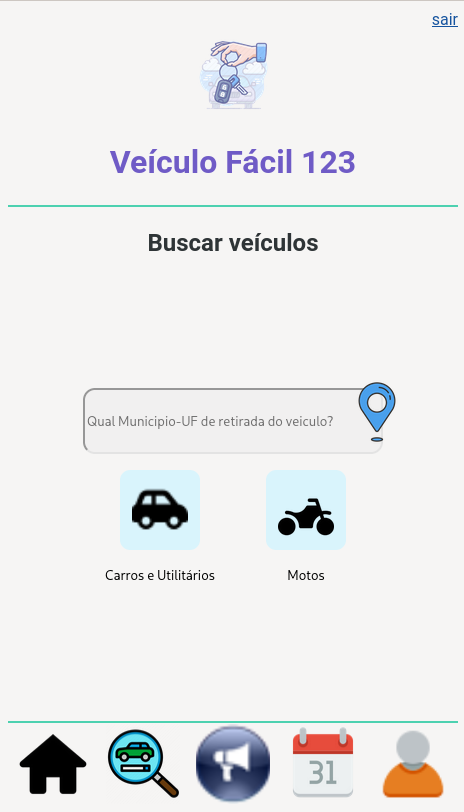 sair
Veículo Fácil 123
Buscar veículos
Qual Municipio-UF de retirada do veiculo?
Carros e Utilitários
Motos
31